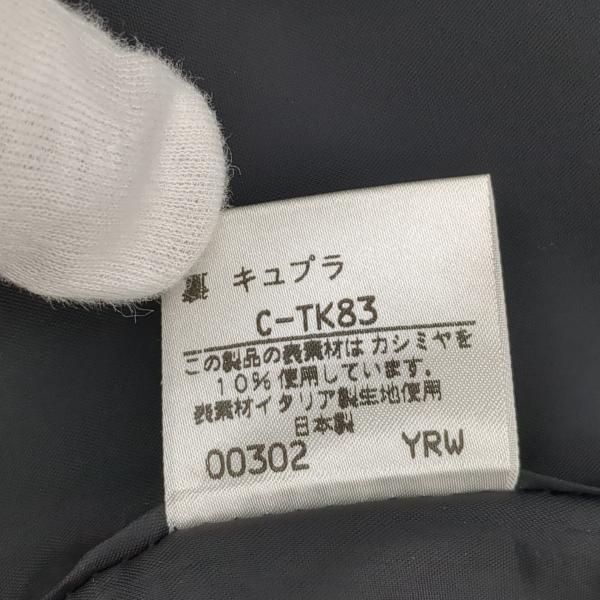 裏 キュプラ
C-TK83
この製品の表素材はカシミヤを
10%使用しています。
表素材イタリア製生地使用
日本製
00302 YRW